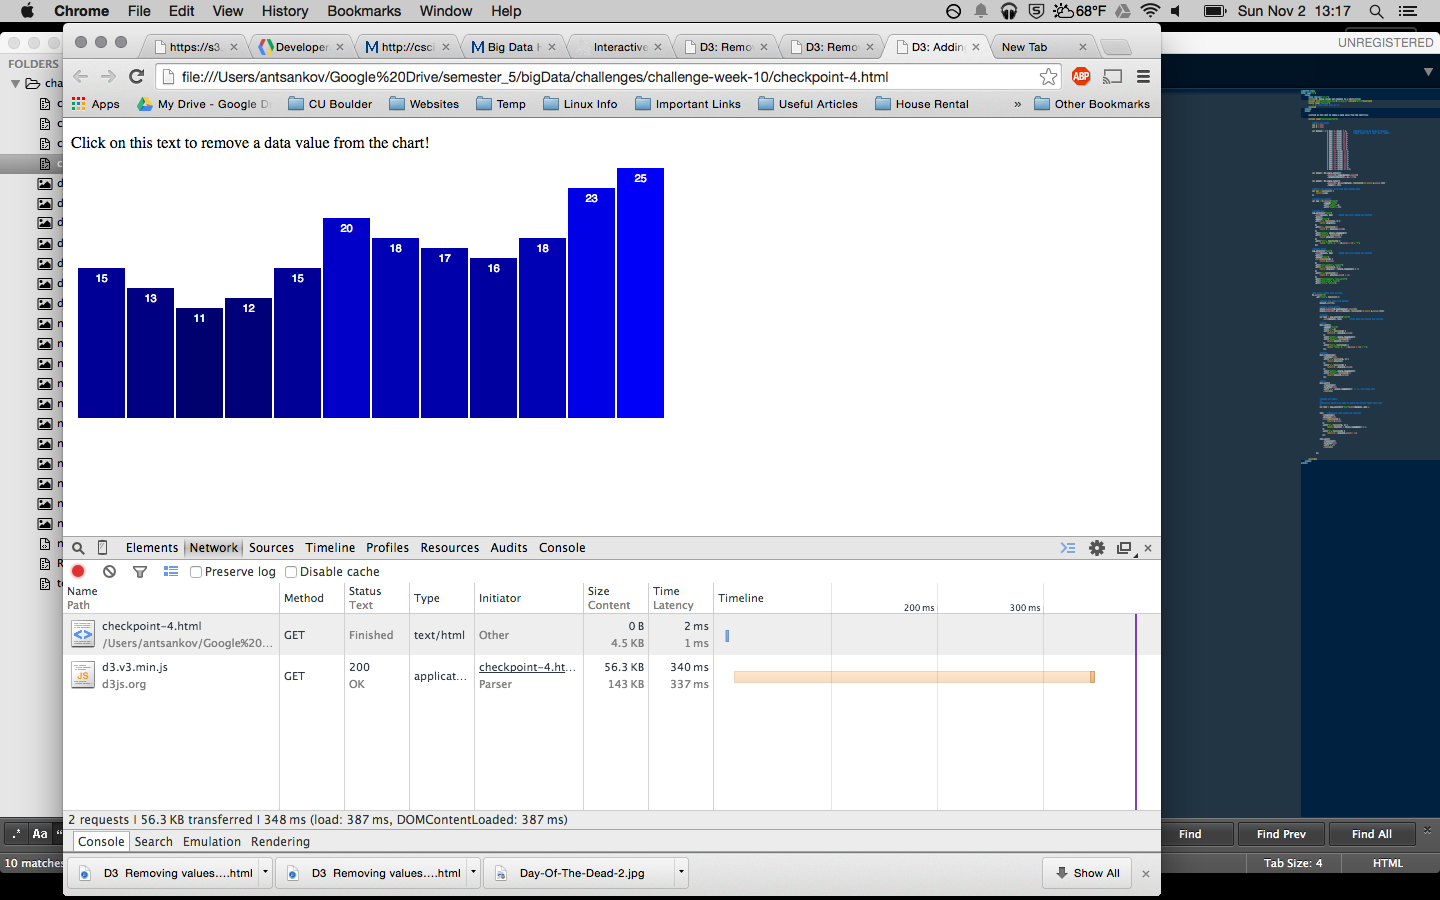 Chrome File Edit View History Bookmarks Window Help 5 68°F Sun Nov 2 13:17
UNREGISTERED
FOLDERS
https://s3. Developer http://csci Big Data H Interactive D3: Remo D3: Remo D3: Addin New Tab
file:///Users/antsankov/Google%20Drive/semester_5/bigData/challenges/challenge-week-10/checkpoint-4.html
ABP
Apps My Drive - Google Dr CU Boulder Websites Temp Linux Info Important Links Useful Articles House Rental » Other Bookmarks
Click on this text to remove a data value from the chart!
15 13 11 12 15 20 18 17 16 18 23 25
Elements Network Sources Timeline Profiles Resources Audits Console
Preserve log Disable cache
Name Method Status Type Initiator Size Time Timeline
Path Text Content Latency
200 ms 300 ms
checkpoint-4.html GET Finished text/html Other 0 B 2 ms
/Users/antsankov/Google%20... 4.5 KB 1 ms
d3.v3.min.js GET 200 applicat... checkpoint-4.ht... 56.3 KB 340 ms
d3js.org OK Parser 143 KB 337 ms
2 requests | 56.3 KB transferred | 348 ms (load: 387 ms, DOMContentLoaded: 387 ms)
Console Search Emulation Rendering
.* Aa “ Find Find Prev Find All
10 matches Tab Size: 4 HTML
D3 Removing values....html D3 Removing values....html Day-Of-The-Dead-2.jpg Show All